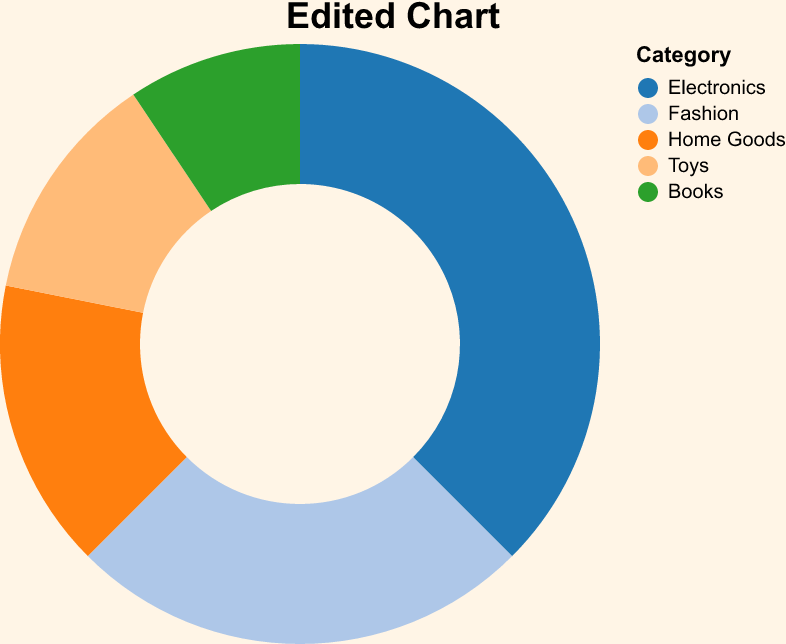 Edited Chart
Category
Electronics
Fashion
Home Goods
Toys
Books